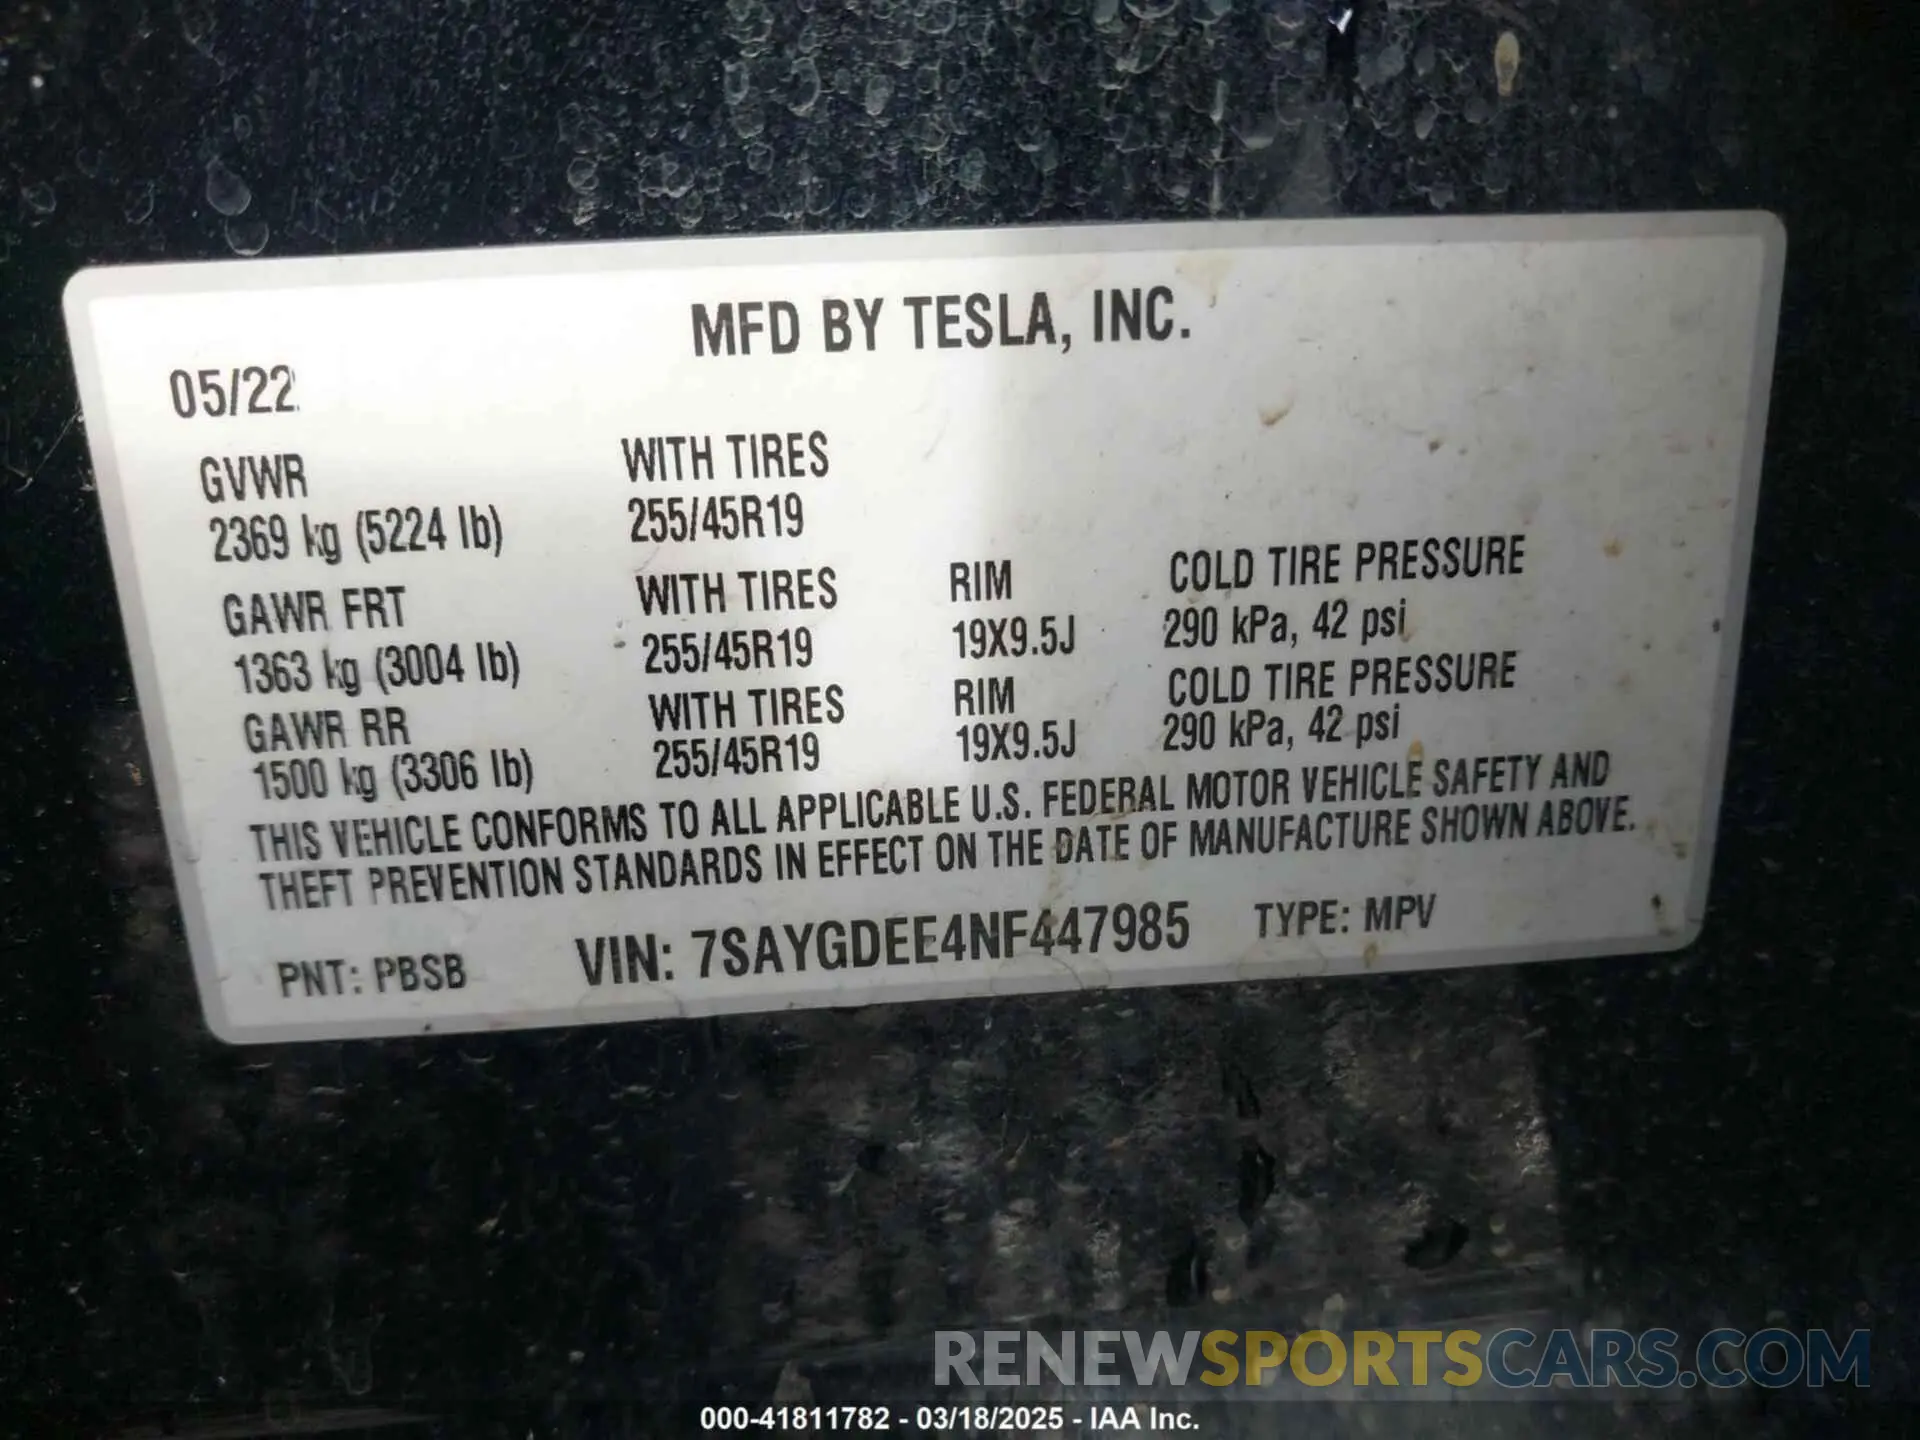 MFD BY TESLA, INC.
05/22
GVWR WITH TIRES
2369 kg (5224 lb) 255/45R19
GAWR FRT WITH TIRES RIM COLD TIRE PRESSURE
1363 kg (3004 lb) 255/45R19 19X9.5J 290 kPa, 42 psi
GAWR RR WITH TIRES RIM COLD TIRE PRESSURE
1500 kg (3306 lb) 255/45R19 19X9.5J 290 kPa, 42 psi
THIS VEHICLE CONFORMS TO ALL APPLICABLE U.S. FEDERAL MOTOR VEHICLE SAFETY AND
THEFT PREVENTION STANDARDS IN EFFECT ON THE DATE OF MANUFACTURE SHOWN ABOVE.
PNT: PBSB VIN: 7SAYGDEE4NF447985 TYPE: MPV
RENEWSPORTSCARS.COM
000-41811782 - 03/18/2025 - IAA Inc.